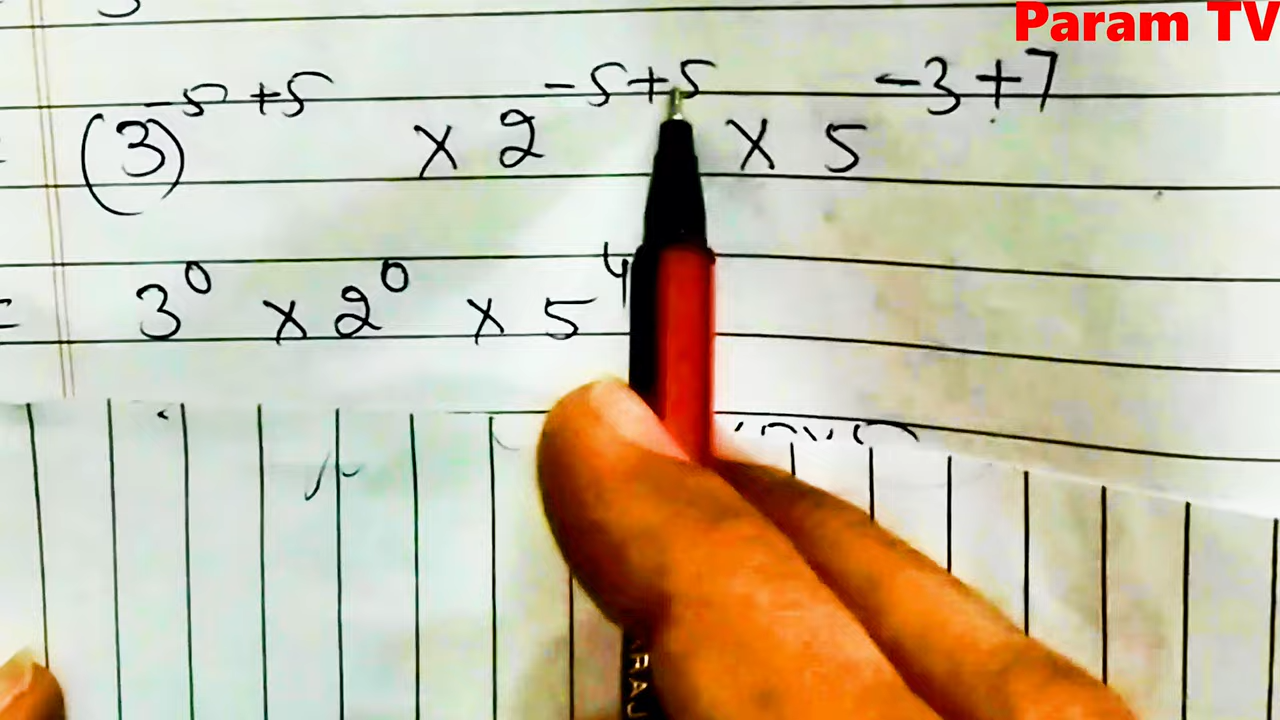 Param TV
(3)^-5+5 × 2^-5+5 × 5^-3+7
= 3^0 × 2^0 × 5^4